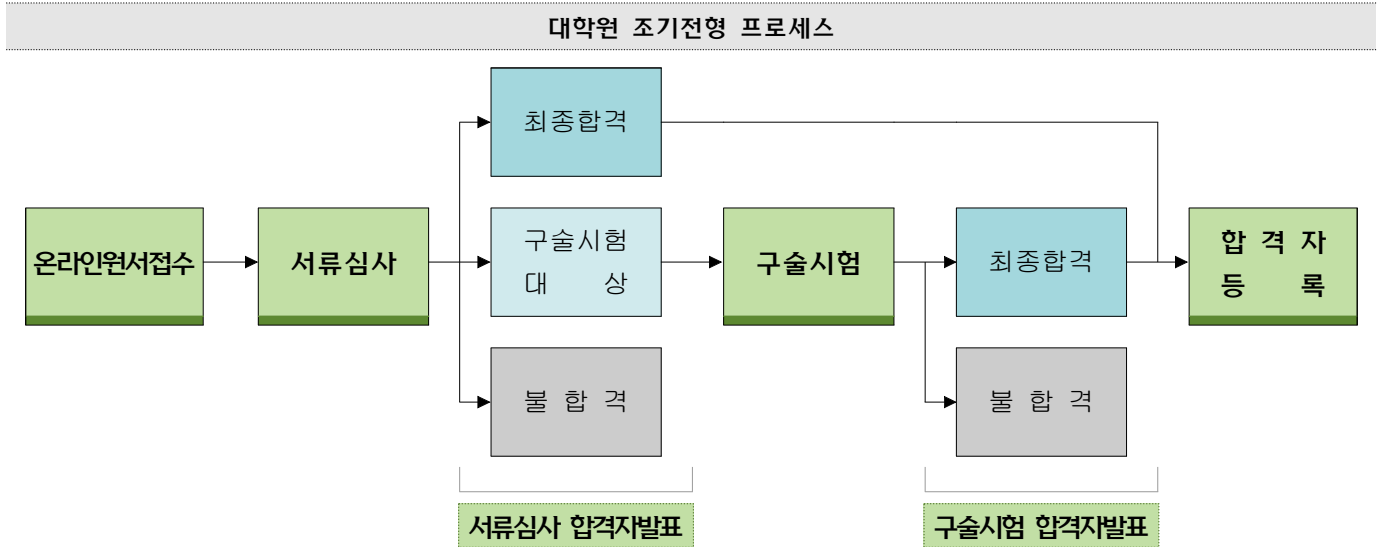 대학원 조기전형 프로세스
최종합격
온라인원서접수
서류심사
구술시험
대 상
구술시험
최종합격
합 격 자
등 록
불 합 격
불 합 격
서류심사 합격자발표
구술시험 합격자발표